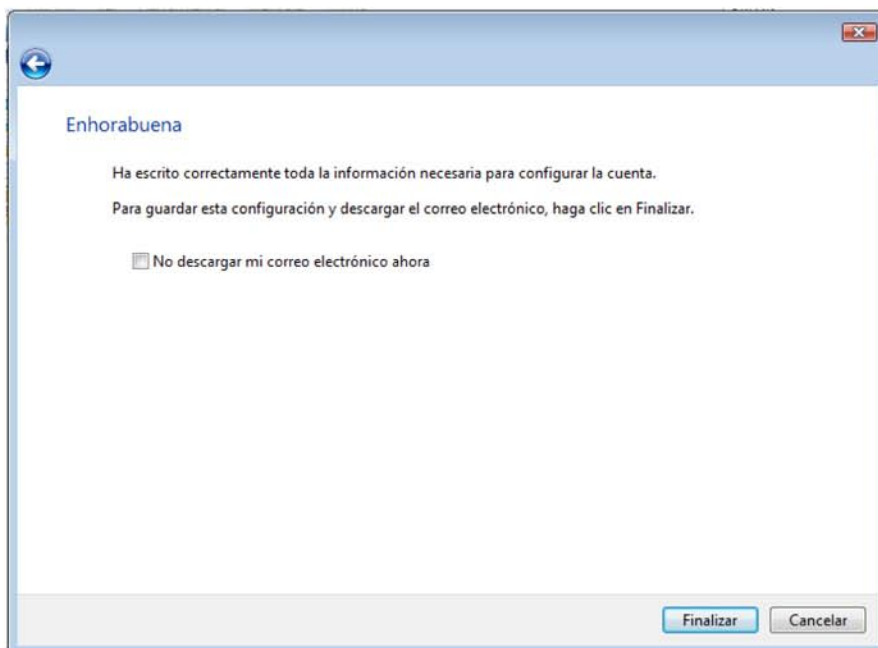 Enhorabuena
Ha escrito correctamente toda la información necesaria para configurar la cuenta.
Para guardar esta configuración y descargar el correo electrónico, haga clic en Finalizar.
No descargar mi correo electrónico ahora
Finalizar
Cancelar